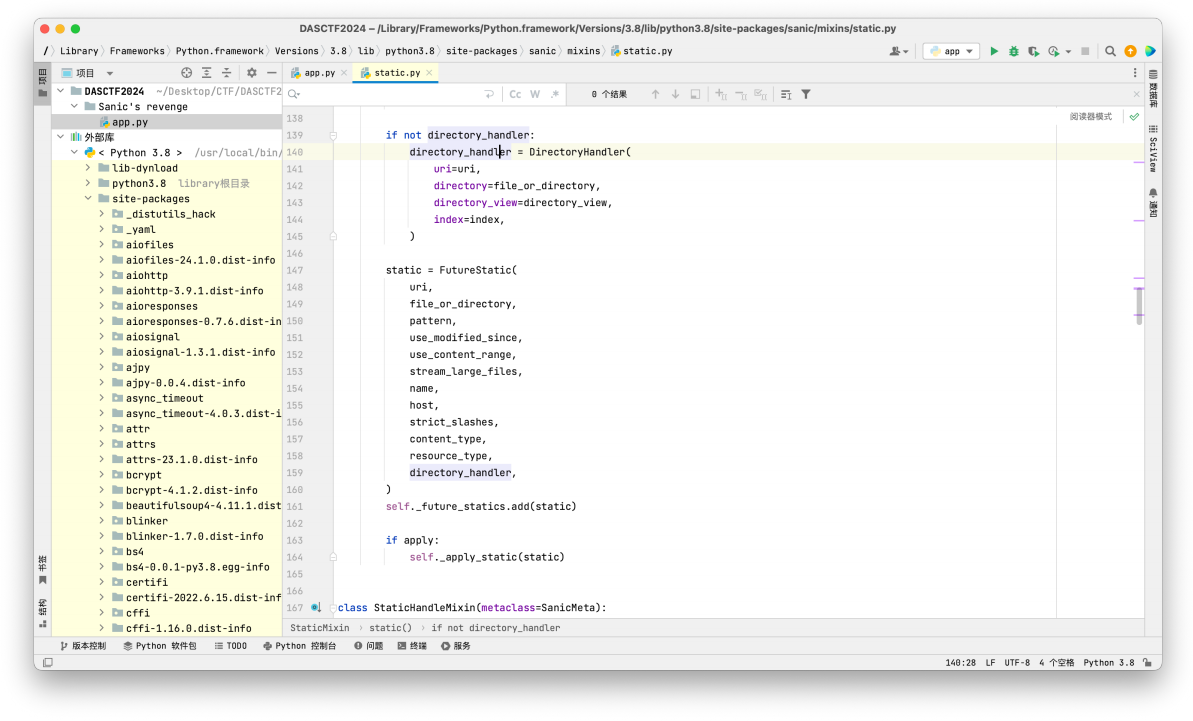 DASCTF2024 – /Library/Frameworks/Python.framework/Versions/3.8/lib/python3.8/site-packages/sanic/mixins/static.py
/ Library Frameworks Python.framework Versions 3.8 lib python3.8 site-packages sanic mixins static.py app
项目 项目 app.py static.py
DASCTF2024 ~/Desktop/CTF/DASCTF2
Sanic's revenge
app.py
外部库
< Python 3.8 > /usr/local/bin/
lib-dynload
python3.8 library根目录
site-packages
_distutils_hack
_yaml
aiofiles
aiofiles-24.1.0.dist-info
aiohttp
aiohttp-3.9.1.dist-info
aioresponses
aioresponses-0.7.6.dist-in
aiosignal
aiosignal-1.3.1.dist-info
ajpy
ajpy-0.0.4.dist-info
async_timeout
async_timeout-4.0.3.dist-i
attr
attrs
attrs-23.1.0.dist-info
bcrypt
bcrypt-4.1.2.dist-info
beautifulsoup4-4.11.1.dist
blinker
blinker-1.7.0.dist-info
bs4
bs4-0.0.1-py3.8.egg-info
certifi
certifi-2022.6.15.dist-inf
cffi
cffi-1.16.0.dist-info
书签
结构
Cc W .* 0 个结果
阅读器模式
138
139 if not directory_handler:
140 directory_handler = DirectoryHandler(
141 uri=uri,
142 directory=file_or_directory,
143 directory_view=directory_view,
144 index=index,
145 )
146
147 static = FutureStatic(
148 uri,
149 file_or_directory,
150 pattern,
151 use_modified_since,
152 use_content_range,
153 stream_large_files,
154 name,
155 host,
156 strict_slashes,
157 content_type,
158 resource_type,
159 directory_handler,
160 )
161 self._future_statics.add(static)
162
163 if apply:
164 self._apply_static(static)
165
166
167 class StaticHandleMixin(metaclass=SanicMeta):
StaticMixin static() if not directory_handler
数据库
SciView
通知
版本控制 Python 软件包 TODO Python 控制台 问题 终端 服务
140:28 LF UTF-8 4 个空格 Python 3.8